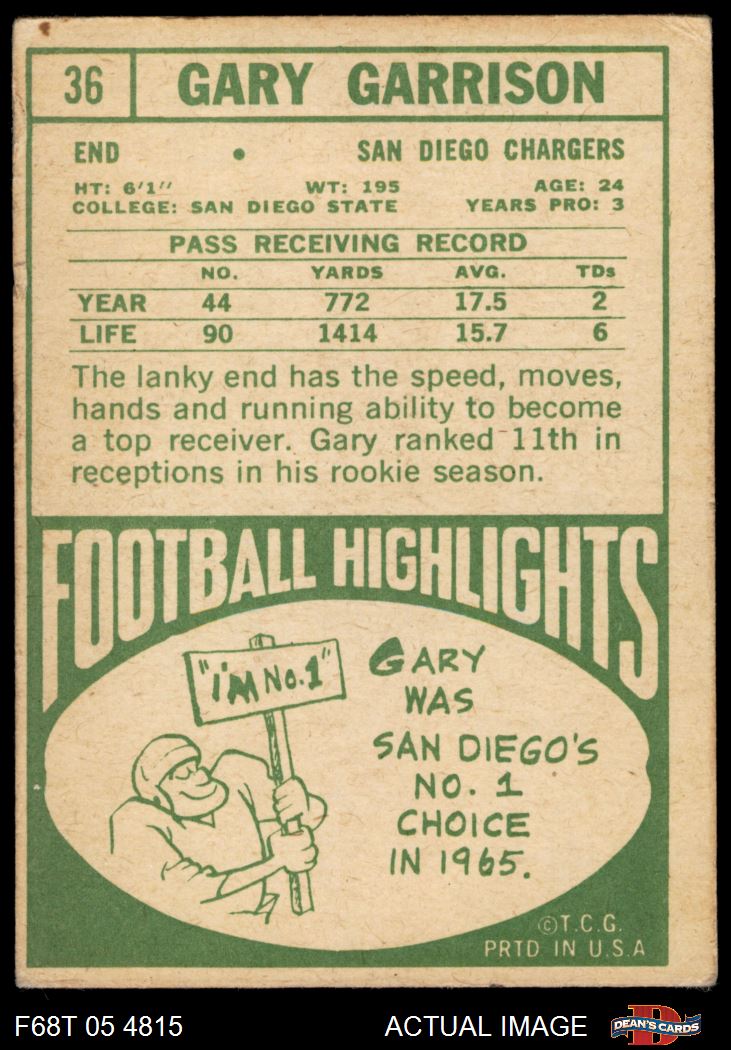 36 GARY GARRISON
END • SAN DIEGO CHARGERS
HT: 6'1" WT: 195 AGE: 24
COLLEGE: SAN DIEGO STATE YEARS PRO: 3
PASS RECEIVING RECORD
NO. YARDS AVG. TDs
YEAR 44 772 17.5 2
LIFE 90 1414 15.7 6
The lanky end has the speed, moves,
hands and running ability to become
a top receiver. Gary ranked 11th in
receptions in his rookie season.
FOOTBALL HIGHLIGHTS
"I'M No.1"
GARY
WAS
SAN DIEGO'S
NO. 1
CHOICE
IN 1965.
©T.C.G.
PRTD IN U.S.A
F68T 05 4815 ACTUAL IMAGE DEAN'S CARDS